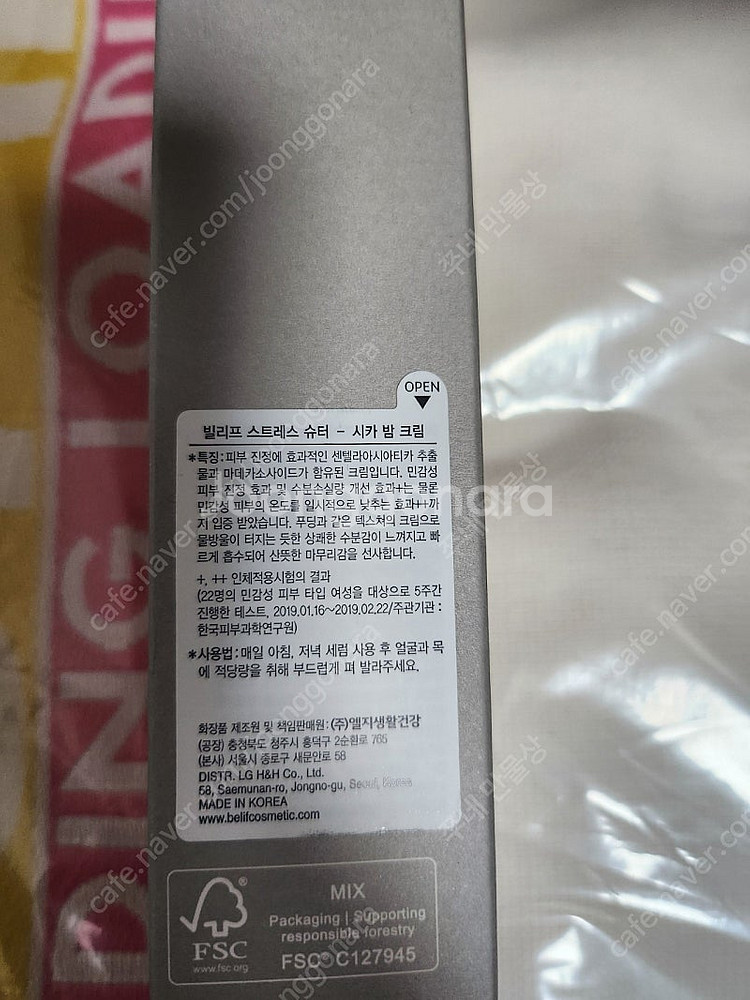 OPEN
빌리프 스트레스 슈터 - 시카 밤 크림
*특징: 피부 진정에 효과적인 센텔라아시아티카 추출
물과 마데카소사이드가 함유된 크림입니다. 민감성
피부 진정 효과 및 수분손실량 개선 효과+는 물론
민감성 피부의 온도를 일시적으로 낮추는 효과++까
지 입증 받았습니다. 푸딩과 같은 텍스처의 크림으로
물방울이 터지는 듯한 상쾌한 수분감이 느껴지고 빠
르게 흡수되어 산뜻한 마무리감을 선사합니다.
+, ++ 인체적용시험의 결과
(22명의 민감성 피부 타입 여성을 대상으로 5주간
진행한 테스트, 2019.01.16~2019.02.22/주관기관 :
한국피부과학연구원)
*사용법: 매일 아침, 저녁 세럼 사용 후 얼굴과 목
에 적당량을 취해 부드럽게 펴 발라주세요.
화장품 제조원 및 책임판매원: (주)엘지생활건강
(공장) 충청북도 청주시 흥덕구 2순환로 765
(본사) 서울시 종로구 새문안로 58
DISTR. LG H&H Co., Ltd.
58, Saemunan-ro, Jongno-gu, Seoul, Korea
MADE IN KOREA
www.belifcosmetic.com
FSC
www.fsc.org
MIX
Packaging | Supporting
responsible forestry
FSC® C127945
DING
joonggonara
cafe.naver.com/joonggonara
쭈네만물상
cafe.naver.com